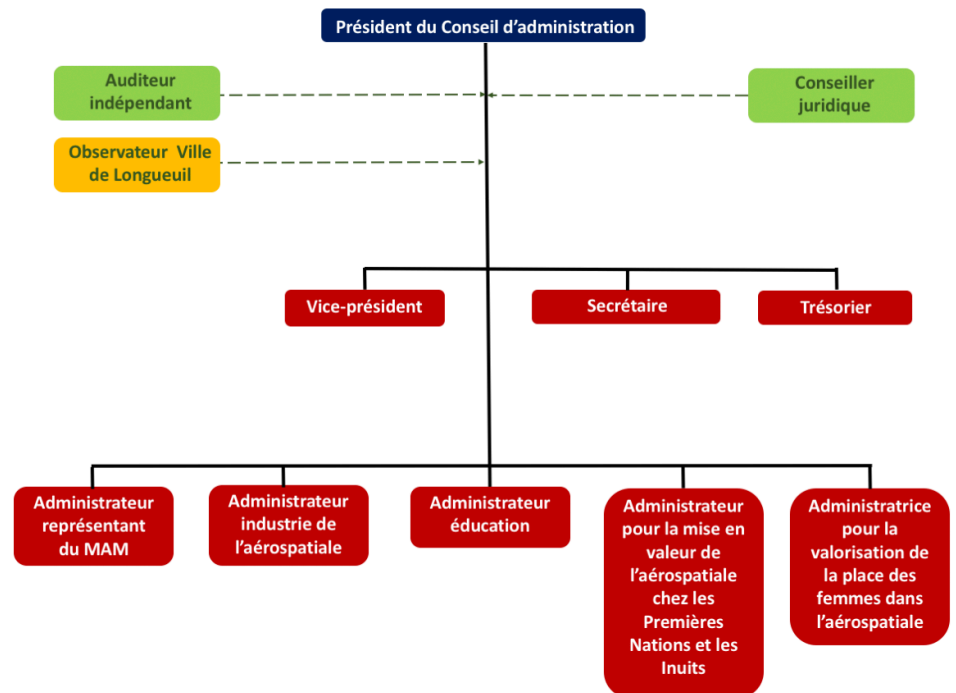 Président du Conseil d’administration
Auditeur
indépendant
Conseiller
juridique
Observateur Ville
de Longueuil
Vice-président
Secrétaire
Trésorier
Administrateur
représentant
du MAM
Administrateur
industrie de
l’aérospatiale
Administrateur
éducation
Administrateur
pour la mise en
valeur de
l’aérospatiale
chez les
Premières
Nations et les
Inuits
Administratrice
pour la
valorisation de
la place des
femmes dans
l’aérospatiale